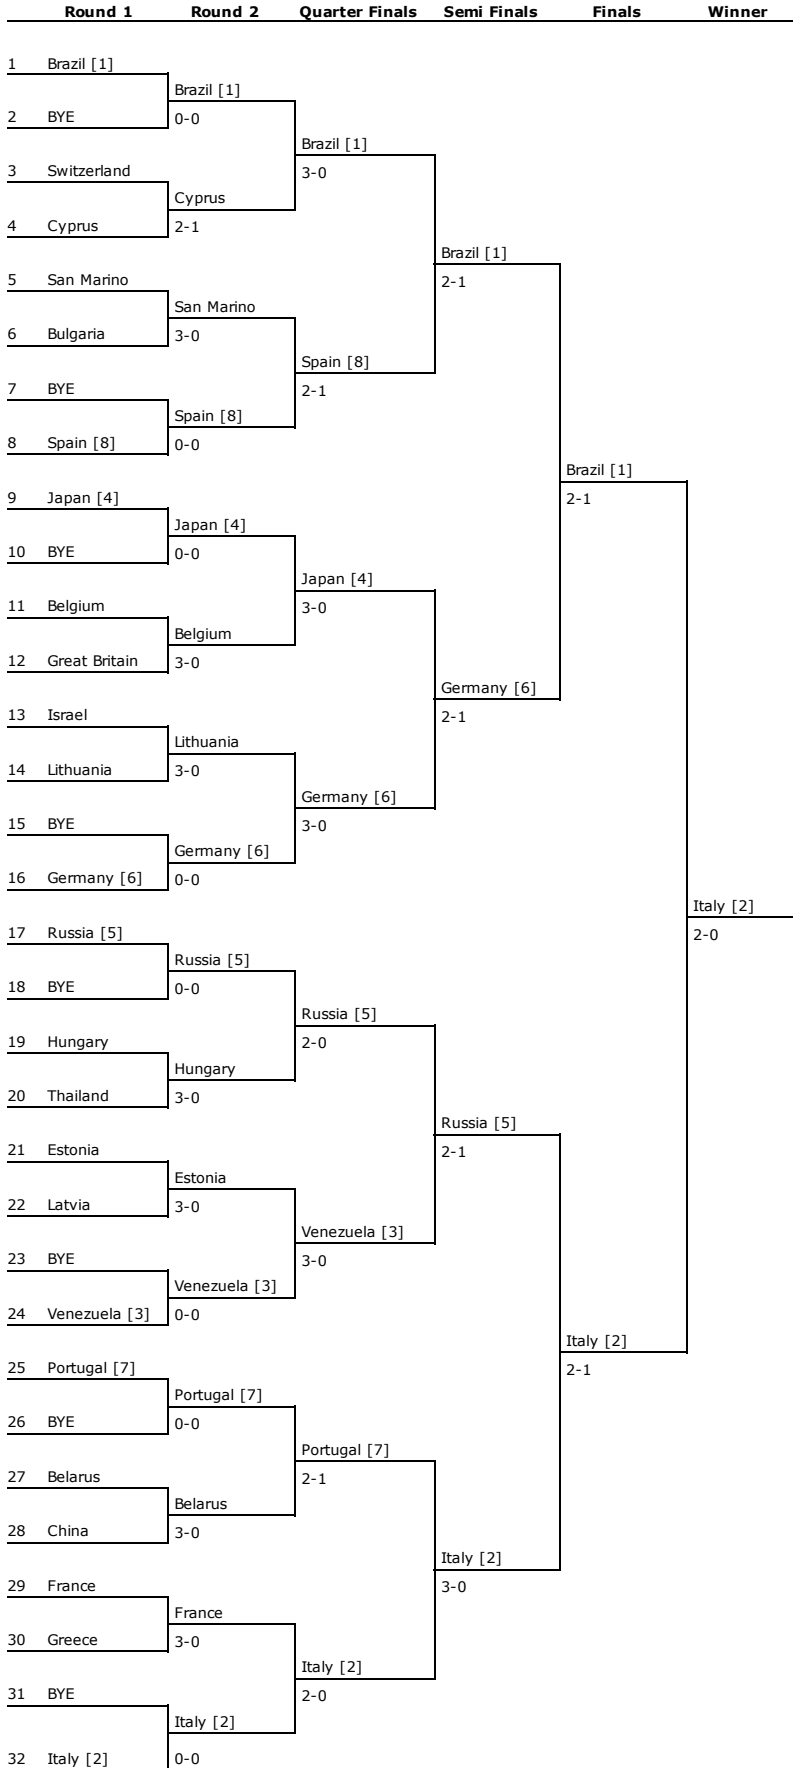 Round 1 Round 2 Quarter Finals Semi Finals Finals Winner
1 Brazil [1]
Brazil [1]
2 BYE 0-0
Brazil [1]
3 Switzerland 3-0
Cyprus
4 Cyprus 2-1
Brazil [1]
5 San Marino 2-1
San Marino
6 Bulgaria 3-0
Spain [8]
7 BYE 2-1
Spain [8]
8 Spain [8] 0-0
Brazil [1]
9 Japan [4] 2-1
Japan [4]
10 BYE 0-0
Japan [4]
11 Belgium 3-0
Belgium
12 Great Britain 3-0
Germany [6]
13 Israel 2-1
Lithuania
14 Lithuania 3-0
Germany [6]
15 BYE 3-0
Germany [6]
16 Germany [6] 0-0
Italy [2]
17 Russia [5] 2-0
Russia [5]
18 BYE 0-0
Russia [5]
19 Hungary 2-0
Hungary
20 Thailand 3-0
Russia [5]
21 Estonia 2-1
Estonia
22 Latvia 3-0
Venezuela [3]
23 BYE 3-0
Venezuela [3]
24 Venezuela [3] 0-0
Italy [2]
25 Portugal [7] 2-1
Portugal [7]
26 BYE 0-0
Portugal [7]
27 Belarus 2-1
Belarus
28 China 3-0
Italy [2]
29 France 3-0
France
30 Greece 3-0
Italy [2]
31 BYE 2-0
Italy [2]
32 Italy [2] 0-0